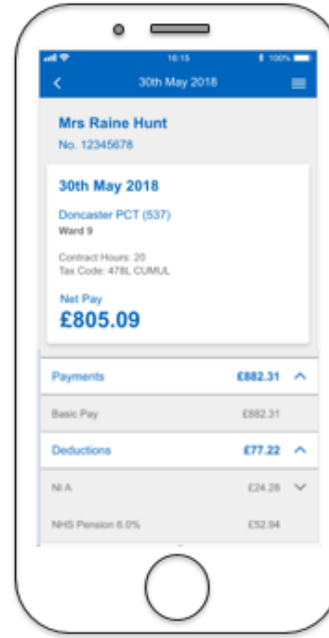 16:15 100%
30th May 2018
Mrs Raine Hunt
No. 12345678
30th May 2018
Doncaster PCT (537)
Ward 9
Contract Hours: 20
Tax Code: 478L CUMUL
Net Pay
£805.09
Payments £882.31
Basic Pay £882.31
Deductions £77.22
NI A £24.28
NHS Pension 6.0% £52.94